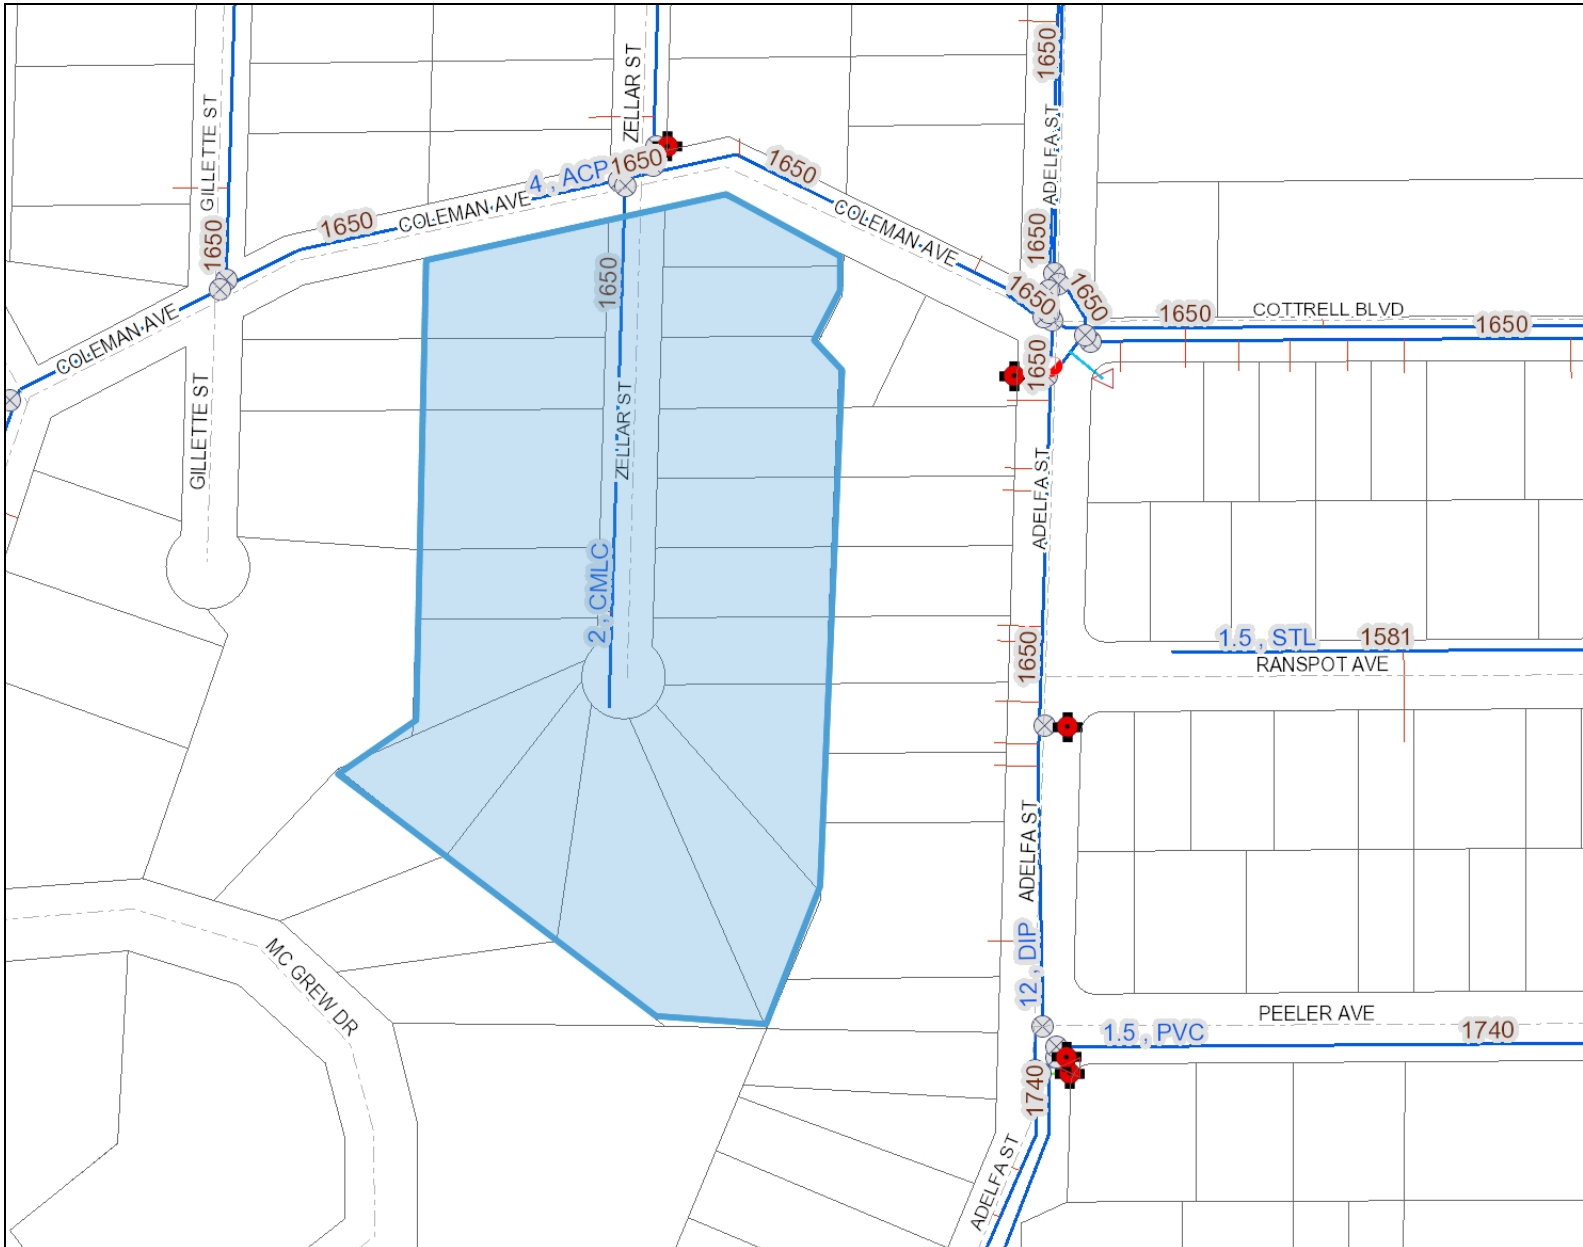 1650
ZELLAR ST
GILLETTE ST
ADELFA ST
4 , ACP
1650
1650
COLEMAN AVE
1650
COLEMAN AVE
1650
1650
1650
1650
1650
COTTRELL BLVD
1650
1650
COLEMAN AVE
1650
1650
ZELLAR ST
GILLETTE ST
ADELFA ST
2 , CMLC
1650
1.5 , STL
1581
RANSPOT AVE
ADELFA ST
12 , DIP
MC GREW DR
PEELER AVE
1.5 , PVC
1740
1740
ADELFA ST